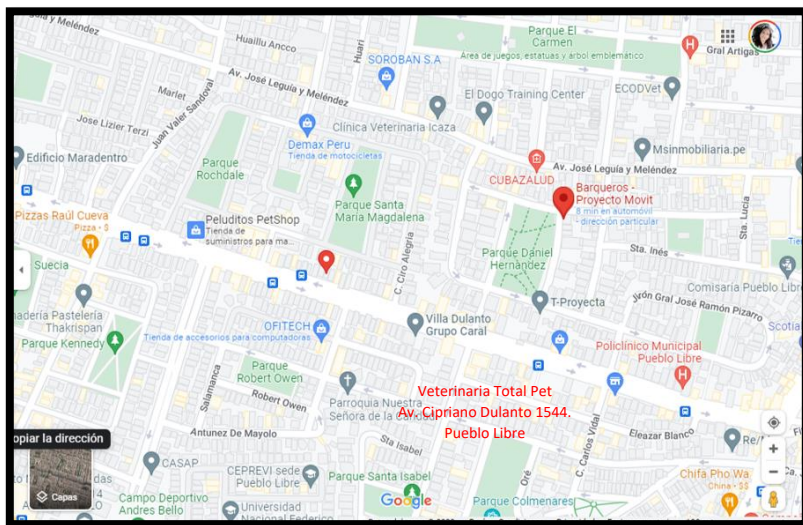 Leguía y Meléndez
Huaillu Ancco
Huari
Parque El
Carmen
Área de juegos, estatuas y árbol emblemático
Gral Artigas
SOROBAN S.A
Av. José Leguía y Meléndez
El Dogo Training Center
ECODVet
Marlet
Juan Valer Sandoval
Jose Lizier Terzi
Clínica Veterinaria Icaza
Demax Peru
Tienda de motocicletas
Msinmobiliaria.pe
Edificio Maradentro
Parque
Rochdale
Av. José Leguía y Meléndez
CUBAZALUD
Barqueros -
Proyecto Movit
8 min en automóvil
- dirección particular
Parque Santa
Maria Magdalena
Pizzas Raúl Cueva
Pizza • $
Peluditos PetShop
Tienda de
suministros para ma...
Sta. Lucía
C. Ciro Alegría
Parque Daniel
Hernández
Sta. Inés
Suecia
Comisaría Pueblo Libr
T-Proyecta
Jirón Gral José Ramón Pizarro
adería Pastelería
Thakrispan
OFITECH
Tienda de accesorios para computadoras
Villa Dulanto
Grupo Caral
Scotia
Parque Kennedy
Policlínico Municipal
Pueblo Libre
Parque
Robert Owen
Salamanca
Robert Owen
Parroquia Nuestra
Señora de la Caridad
Veterinaria Total Pet
Av. Cipriano Dulanto 1544.
Pueblo Libre
Antunez De Mayolo
Sta Isabel
C. Carlos Vidal
Eleazar Blanco
Re/
opiar la dirección
CASAP
CEPREVI sede
Pueblo Libre
Parque Santa Isabel
Oré
Chifa Pho Wa
China • $$
Capas
Campo Deportivo
Andres Bello
Universidad
Nacional Federico
Google
Parque Colmenares